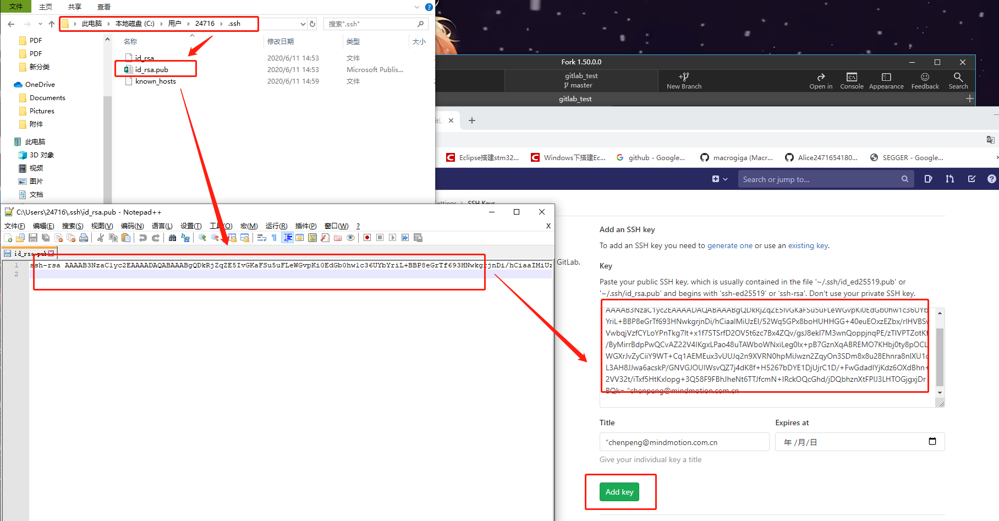 文件 主页 共享 查看
此电脑 › 本地磁盘 (C:) › 用户 › 24716 › .ssh
搜索".ssh"
名称 修改日期 类型 大小
id_rsa 2020/6/11 14:53 文件
id_rsa.pub 2020/6/11 14:53 Microsoft Publis...
known_hosts 2020/6/11 14:59 文件
PDF
PDF
新分类
OneDrive
Documents
Pictures
附件
此电脑
3D 对象
视频
图片
文档
Fork 1.50.0.0
gitlab_test
master
New Branch
Open in Console Appearance Feedback Search
gitlab_test
Eclipse搭建stm32... Windows下搭建Ec... github - Google... macrogiga (Macr... Alice2471654180... SEGGER - Google...
Search or jump to...
SSH Keys
C:\Users\24716\.ssh\id_rsa.pub - Notepad++
文件(F) 编辑(E) 搜索(S) 视图(V) 编码(N) 语言(L) 设置(T) 工具(O) 宏(M) 运行(R) 插件(P) 窗口(W) ? X
id_rsa.pub
1 ssh-rsa AAAAB3NzaC1yc2EAAAADAQABAAABgQDkRjZqZE5IvGKaFSu5uFLeWGvpKi0EdGb0hw1c36UYbYriL+BBP8eGrTf693HNwkgrjnDi/hCiaaIMiUz
2
GitLab.
Add an SSH key
To add an SSH key you need to generate one or use an existing key.
Key
Paste your public SSH key, which is usually contained in the file '~/.ssh/id_ed25519.pub' or
'~/.ssh/id_rsa.pub' and begins with 'ssh-ed25519' or 'ssh-rsa'. Don't use your private SSH key.
AAAAB3NzaC1yc2EAAAADAQABAAABgQDkRjZqZE5IvGKaFSu5uFLeWGvpKi0EdGb0hw1c36UYb
YriL+BBP8eGrTf693HNwkgrjnDi/hCiaaIMiUzEI/52Wq5GPx8boHUHHGG+40euEOxzEZbx/rIHVBSv
VwbqjVzfCYLoYPnTkg7It+x1f7STSrfD2OV5t6zc7Bx4ZQv/gsJ8ekI7M3wnQoppjnqPE/zTIVPTZotKf
/ByMirrBdpPwQCvAZ22V4IKgxLPao48uTAWboWNxiLeg0Ix+pB7GznXqABREMO7KHbj0ty8pOCL
WGXrJvZyCiiY9WT+Cq1AEMEux3vUUJq2n9XVRN0hpMiJwzn2ZqyOn3SDm8x8u28Ehnra8nIXU1c
L3AH8JJwa6acskP/GNVGJOUIWsvQZ7j4dK8f+H5267bDYE1DjUjrC1D/+FwGdadIYjKdz6OXdBhn+
2VV32t/iTxf5HtKxlopg+3Q58F9FBhJheNt6TTJfcmN+IRckOQcGhd/jDQbhznXtFPIJ3LHTOGjgxjDr
BQk= “chenpeng@mindmotion.com.cn
Title Expires at
“chenpeng@mindmotion.com.cn 年 /月/日
Give your individual key a title
Add key